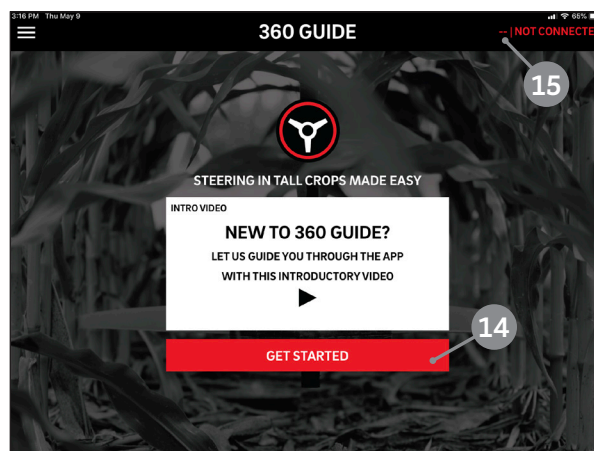 3:16 PM Thu May 9
65%
360 GUIDE
-- | NOT CONNECTE
15
STEERING IN TALL CROPS MADE EASY
INTRO VIDEO
NEW TO 360 GUIDE?
LET US GUIDE YOU THROUGH THE APP
WITH THIS INTRODUCTORY VIDEO
14
GET STARTED